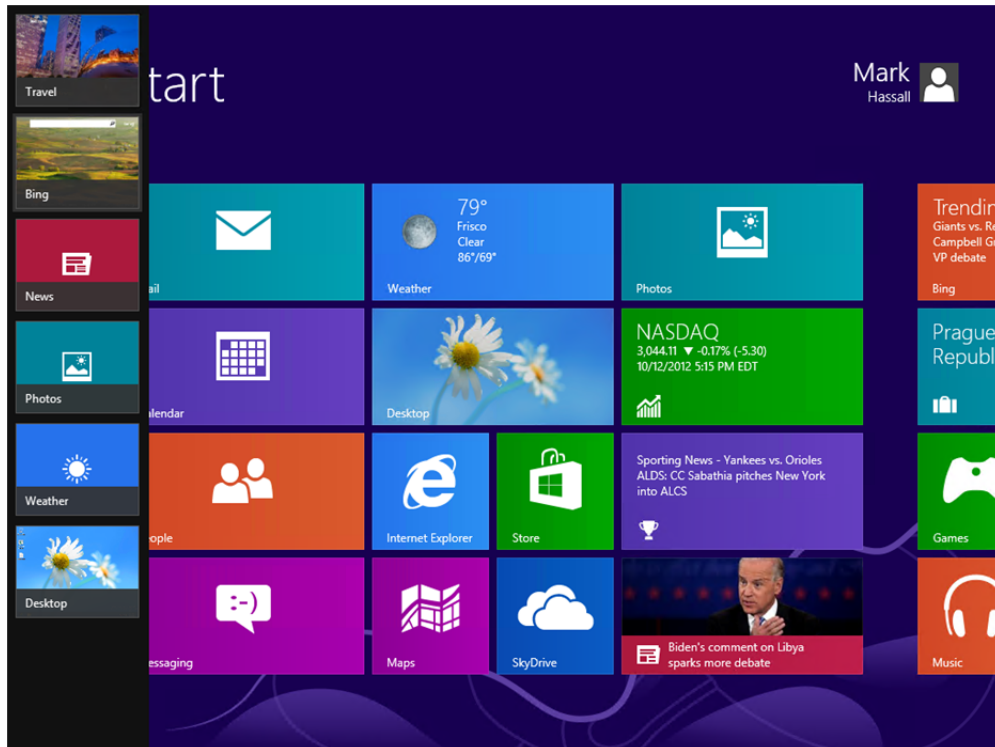 Travel
Bing
News
Photos
Weather
Desktop
tart
Mark
Hassall
ail
79°
Frisco
Clear
86°/69°
Weather
Photos
Trendin
Giants vs. Re
Campbell Gr
VP debate
Bing
alendar
Desktop
NASDAQ
3,044.11 ▼ -0.17% (-5.30)
10/12/2012 5:15 PM EDT
Prague
Republ
eople
Internet Explorer
Store
Sporting News - Yankees vs. Orioles
ALDS: CC Sabathia pitches New York
into ALCS
Games
:-)
essaging
Maps
SkyDrive
Biden's comment on Libya
sparks more debate
Music